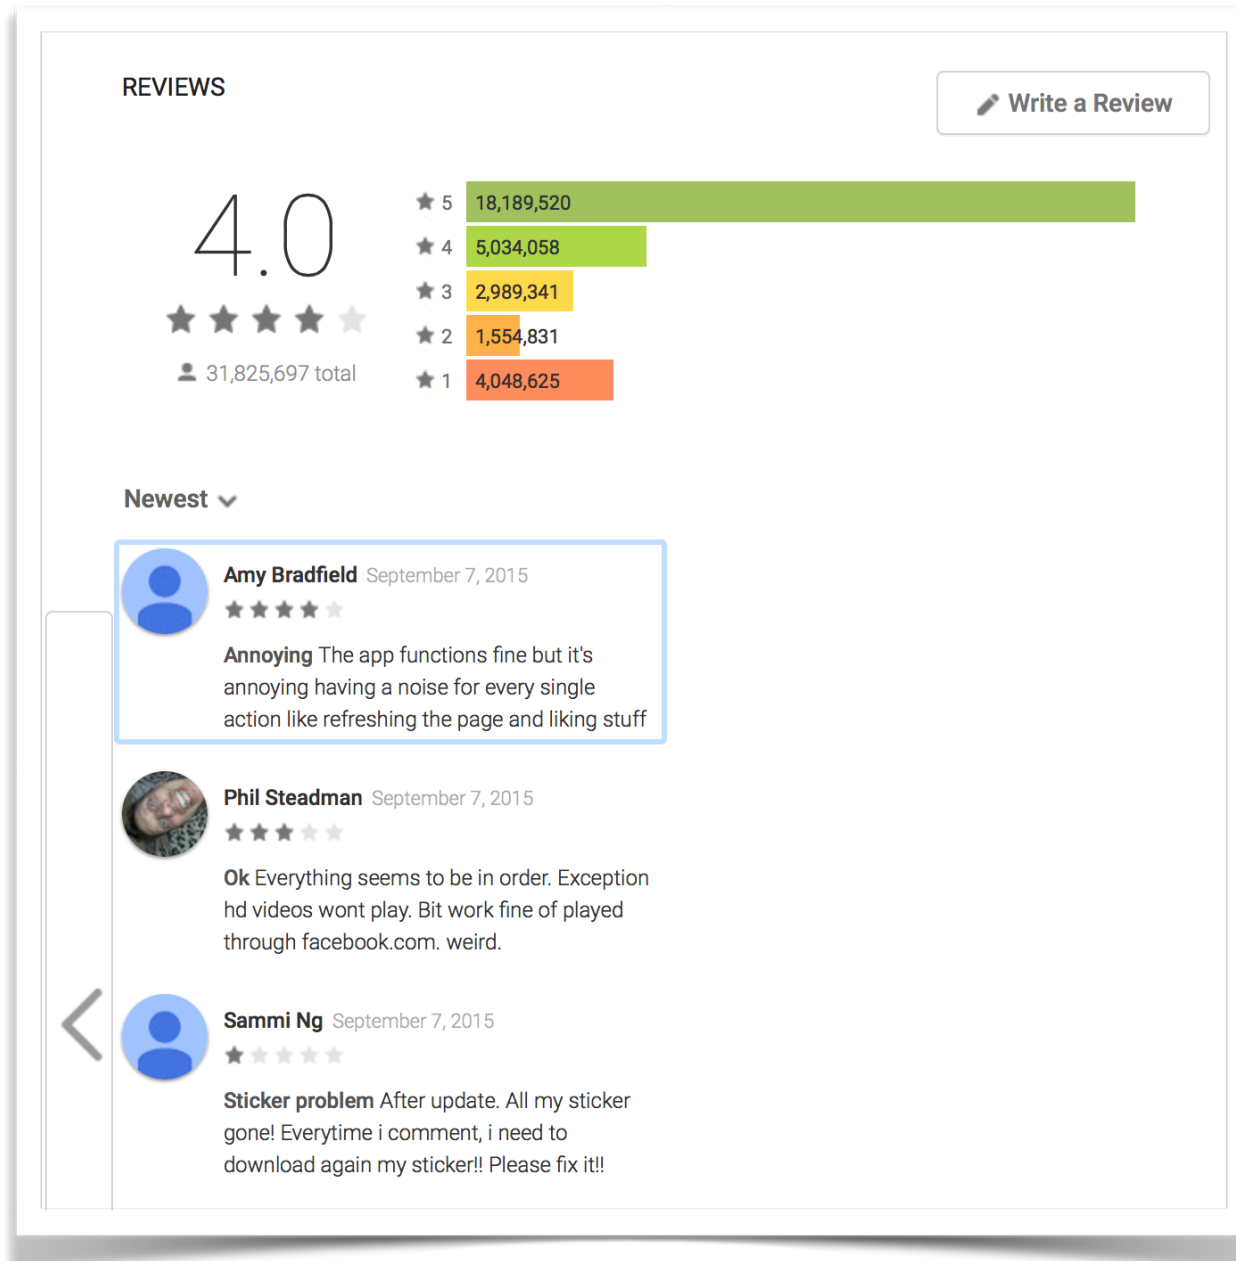 REVIEWS
Write a Review
4.0
31,825,697 total
5 18,189,520
4 5,034,058
3 2,989,341
2 1,554,831
1 4,048,625
Newest
Amy Bradfield September 7, 2015
Annoying The app functions fine but it's
annoying having a noise for every single
action like refreshing the page and liking stuff
Phil Steadman September 7, 2015
Ok Everything seems to be in order. Exception
hd videos wont play. Bit work fine of played
through facebook.com. weird.
Sammi Ng September 7, 2015
Sticker problem After update. All my sticker
gone! Everytime i comment, i need to
download again my sticker!! Please fix it!!